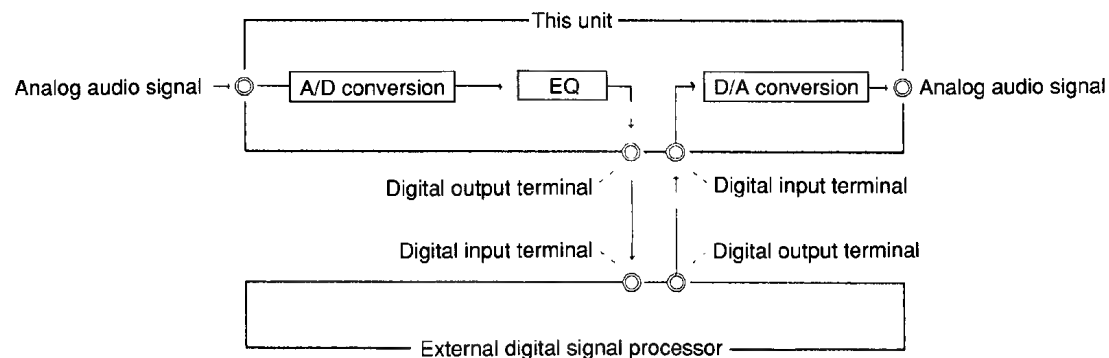 This unit
Analog audio signal
A/D conversion
EQ
D/A conversion
Analog audio signal
Digital output terminal
Digital input terminal
Digital input terminal
Digital output terminal
External digital signal processor